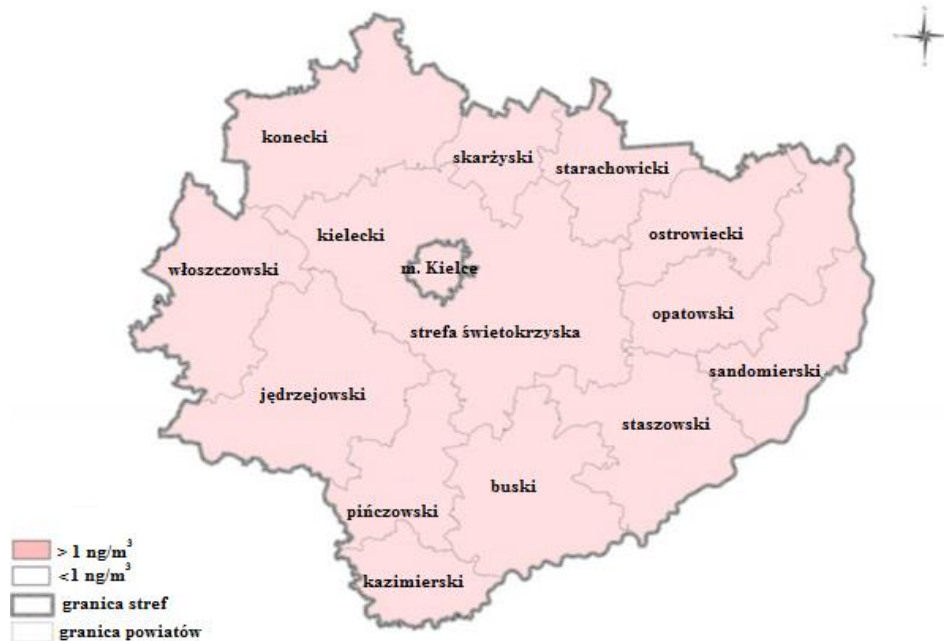 konecki
skarżyski
starachowicki
kielecki
ostrowiecki
włoszczowski
m. Kielce
opatowski
strefa świętokrzyska
sandomierski
jędrzejowski
staszowski
buski
pińczowski
kazimierski
> 1 ng/m³
<1 ng/m³
granica stref
granica powiatów